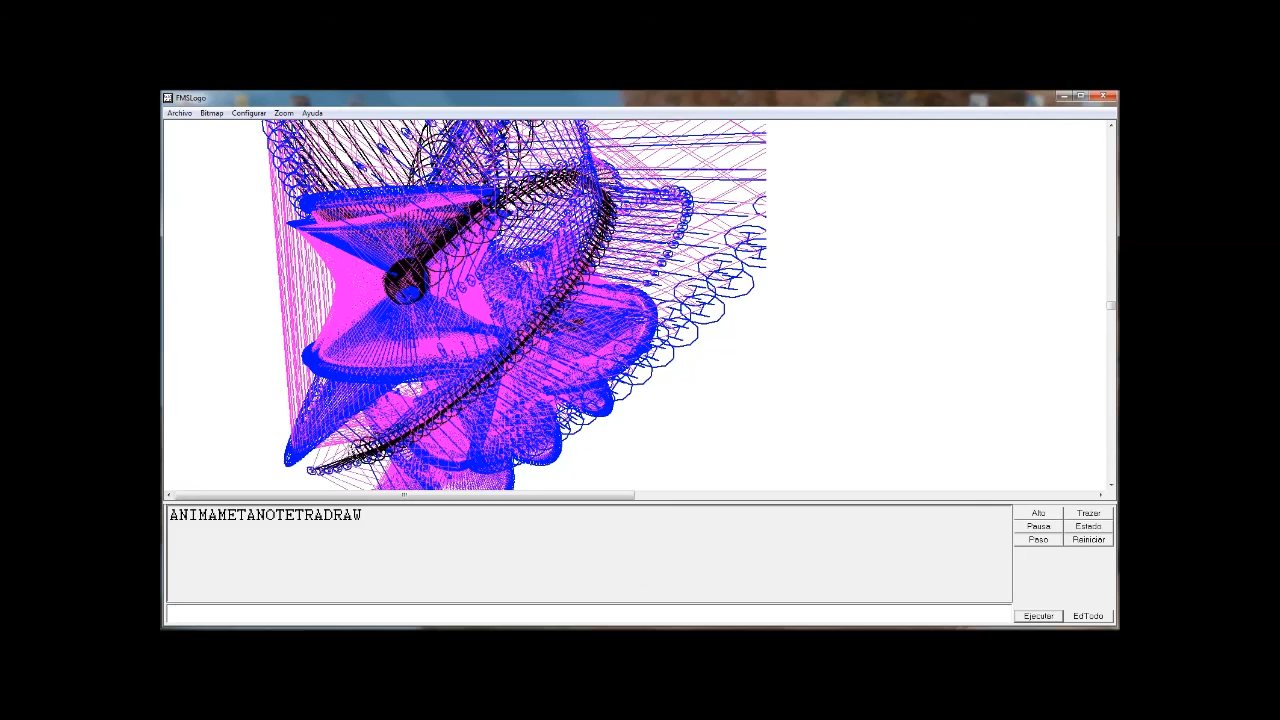 FMSLogo
Archivo Bitmap Configurar Zoom Ayuda
ANIMAMETANOTETRADRAW
Alto Trazar
Pausa Estado
Paso Reiniciar
Ejecutar EdTodo